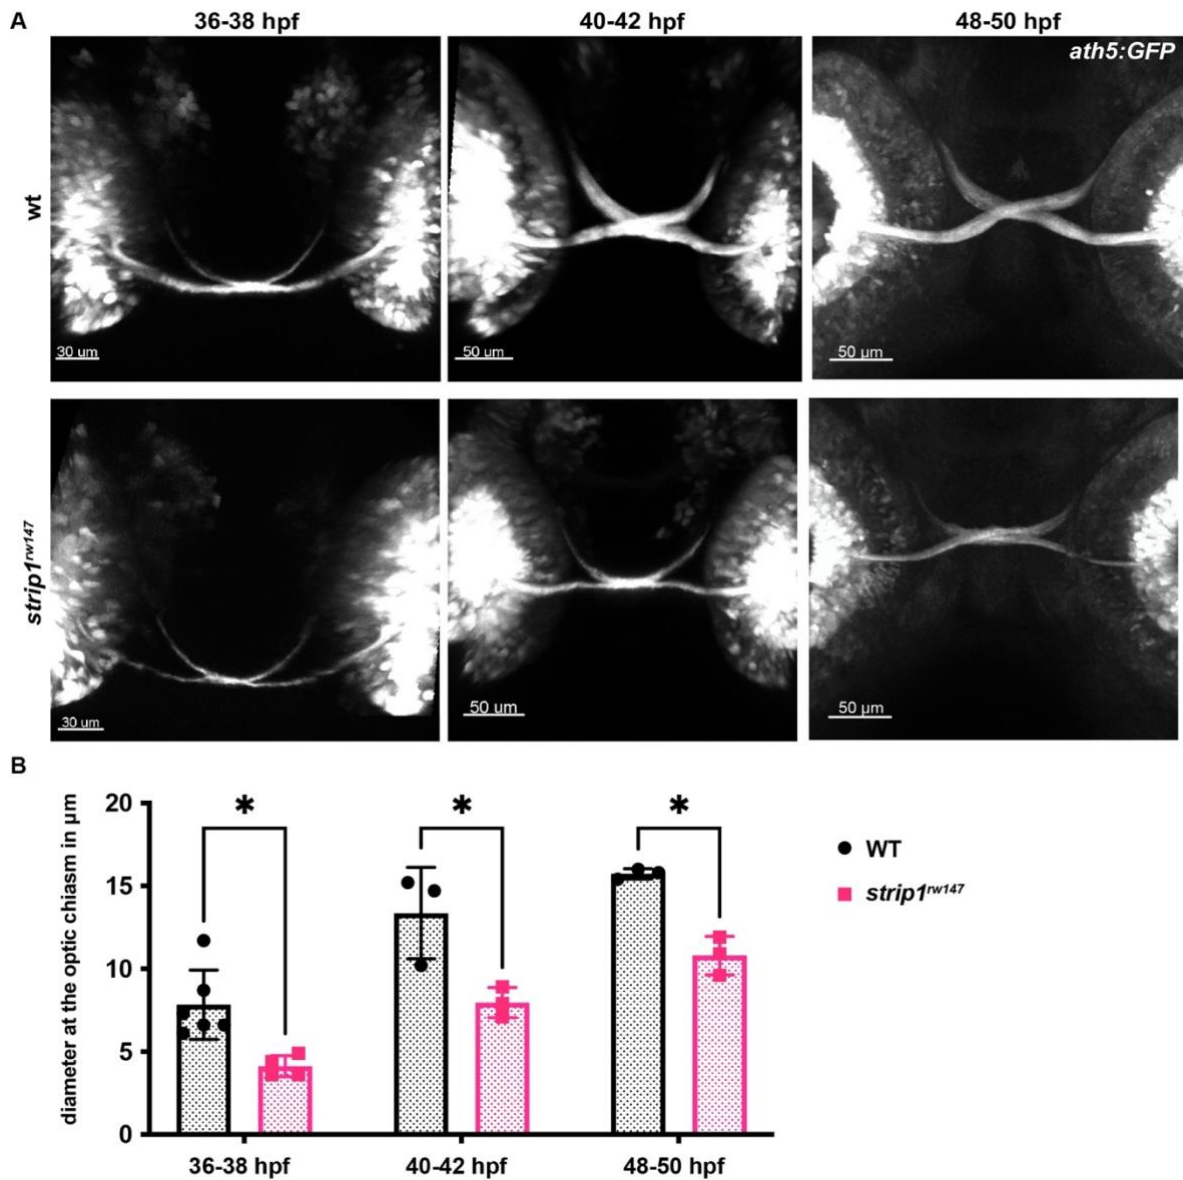 A
36-38 hpf
40-42 hpf
48-50 hpf
wt
ath5:GFP
30 um
50 um
50 µm
strip1rw147
30 um
50 um
50 µm
B
diameter at the optic chiasm in µm
20
15
10
5
0
*
*
*
WT
strip1rw147
36-38 hpf
40-42 hpf
48-50 hpf